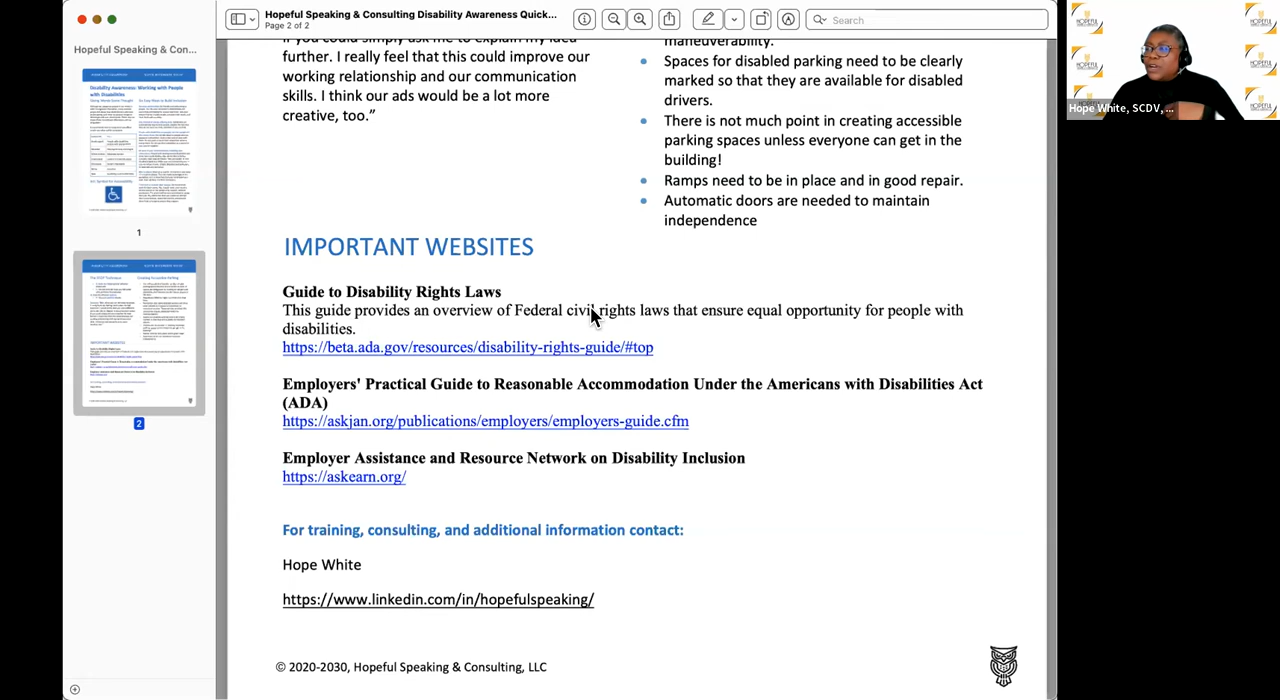 Hopeful Speaking & Consulting Disability Awareness Quick...
Page 2 of 2
Search
Hopeful Speaking & Con...
1
2
further. I really feel that this could improve our
working relationship and our communication
skills. I think our ads would be a lot more
creative, too.”
maneuverability.
Spaces for disabled parking need to be clearly
marked so that they are available for disabled
drivers.
There is not much point in creating accessible
parking spaces unless everyone can get in the
building!
Ramps need to be in place and in good repair.
Automatic doors are needed to maintain
independence
IMPORTANT WEBSITES
Guide to Disability Rights Laws
This guide provides an overview of Federal civil rights laws that ensure equal opportunity for people with
disabilities.
https://beta.ada.gov/resources/disability-rights-guide/#top
Employers' Practical Guide to Reasonable Accommodation Under the Americans with Disabilities Act
(ADA)
https://askjan.org/publications/employers/employers-guide.cfm
Employer Assistance and Resource Network on Disability Inclusion
https://askearn.org/
For training, consulting, and additional information contact:
Hope White
https://www.linkedin.com/in/hopefulspeaking/
© 2020-2030, Hopeful Speaking & Consulting, LLC
Hope White, SCDV, ...